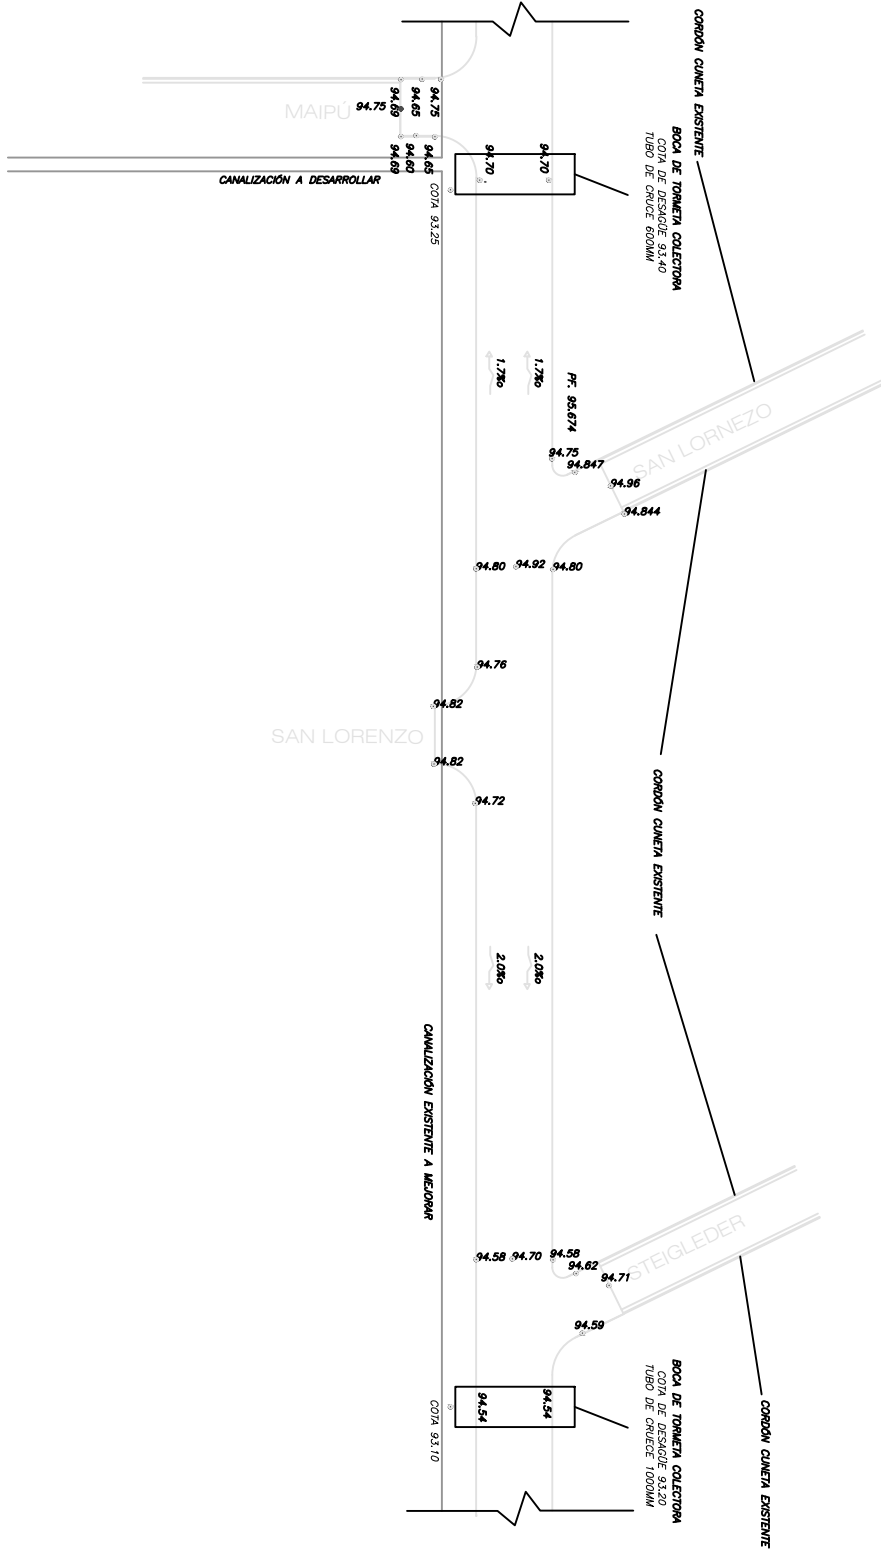 CORDÓN CUNETA EXISTENTE
BOCA DE TORMETA COLECTORA
COTA DE DESAGÜE 93.40
TUBO DE CRUCE 600MM
MAIPÚ
94.75
94.69
94.65
94.75
94.69
94.60
94.65
94.70
94.70
CANALIZACIÓN A DESARROLLAR
COTA 93.25
1.7‰
1.7‰
PF. 95.674
SAN LORNEZO
94.75
94.847
94.96
94.844
94.80
94.92
94.80
94.76
94.82
SAN LORENZO
94.82
94.72
CORDÓN CUNETA EXISTENTE
2.0‰
2.0‰
CANALIZACIÓN EXISTENTE A MEJORAR
STEIGLEDER
94.58
94.70
94.58
94.62
94.71
94.59
BOCA DE TORMETA COLECTORA
COTA DE DESAGÜE 93.20
TUBO DE CRUECE 1000MM
94.54
94.54
COTA 93.10
CORDÓN CUNETA EXISTENTE